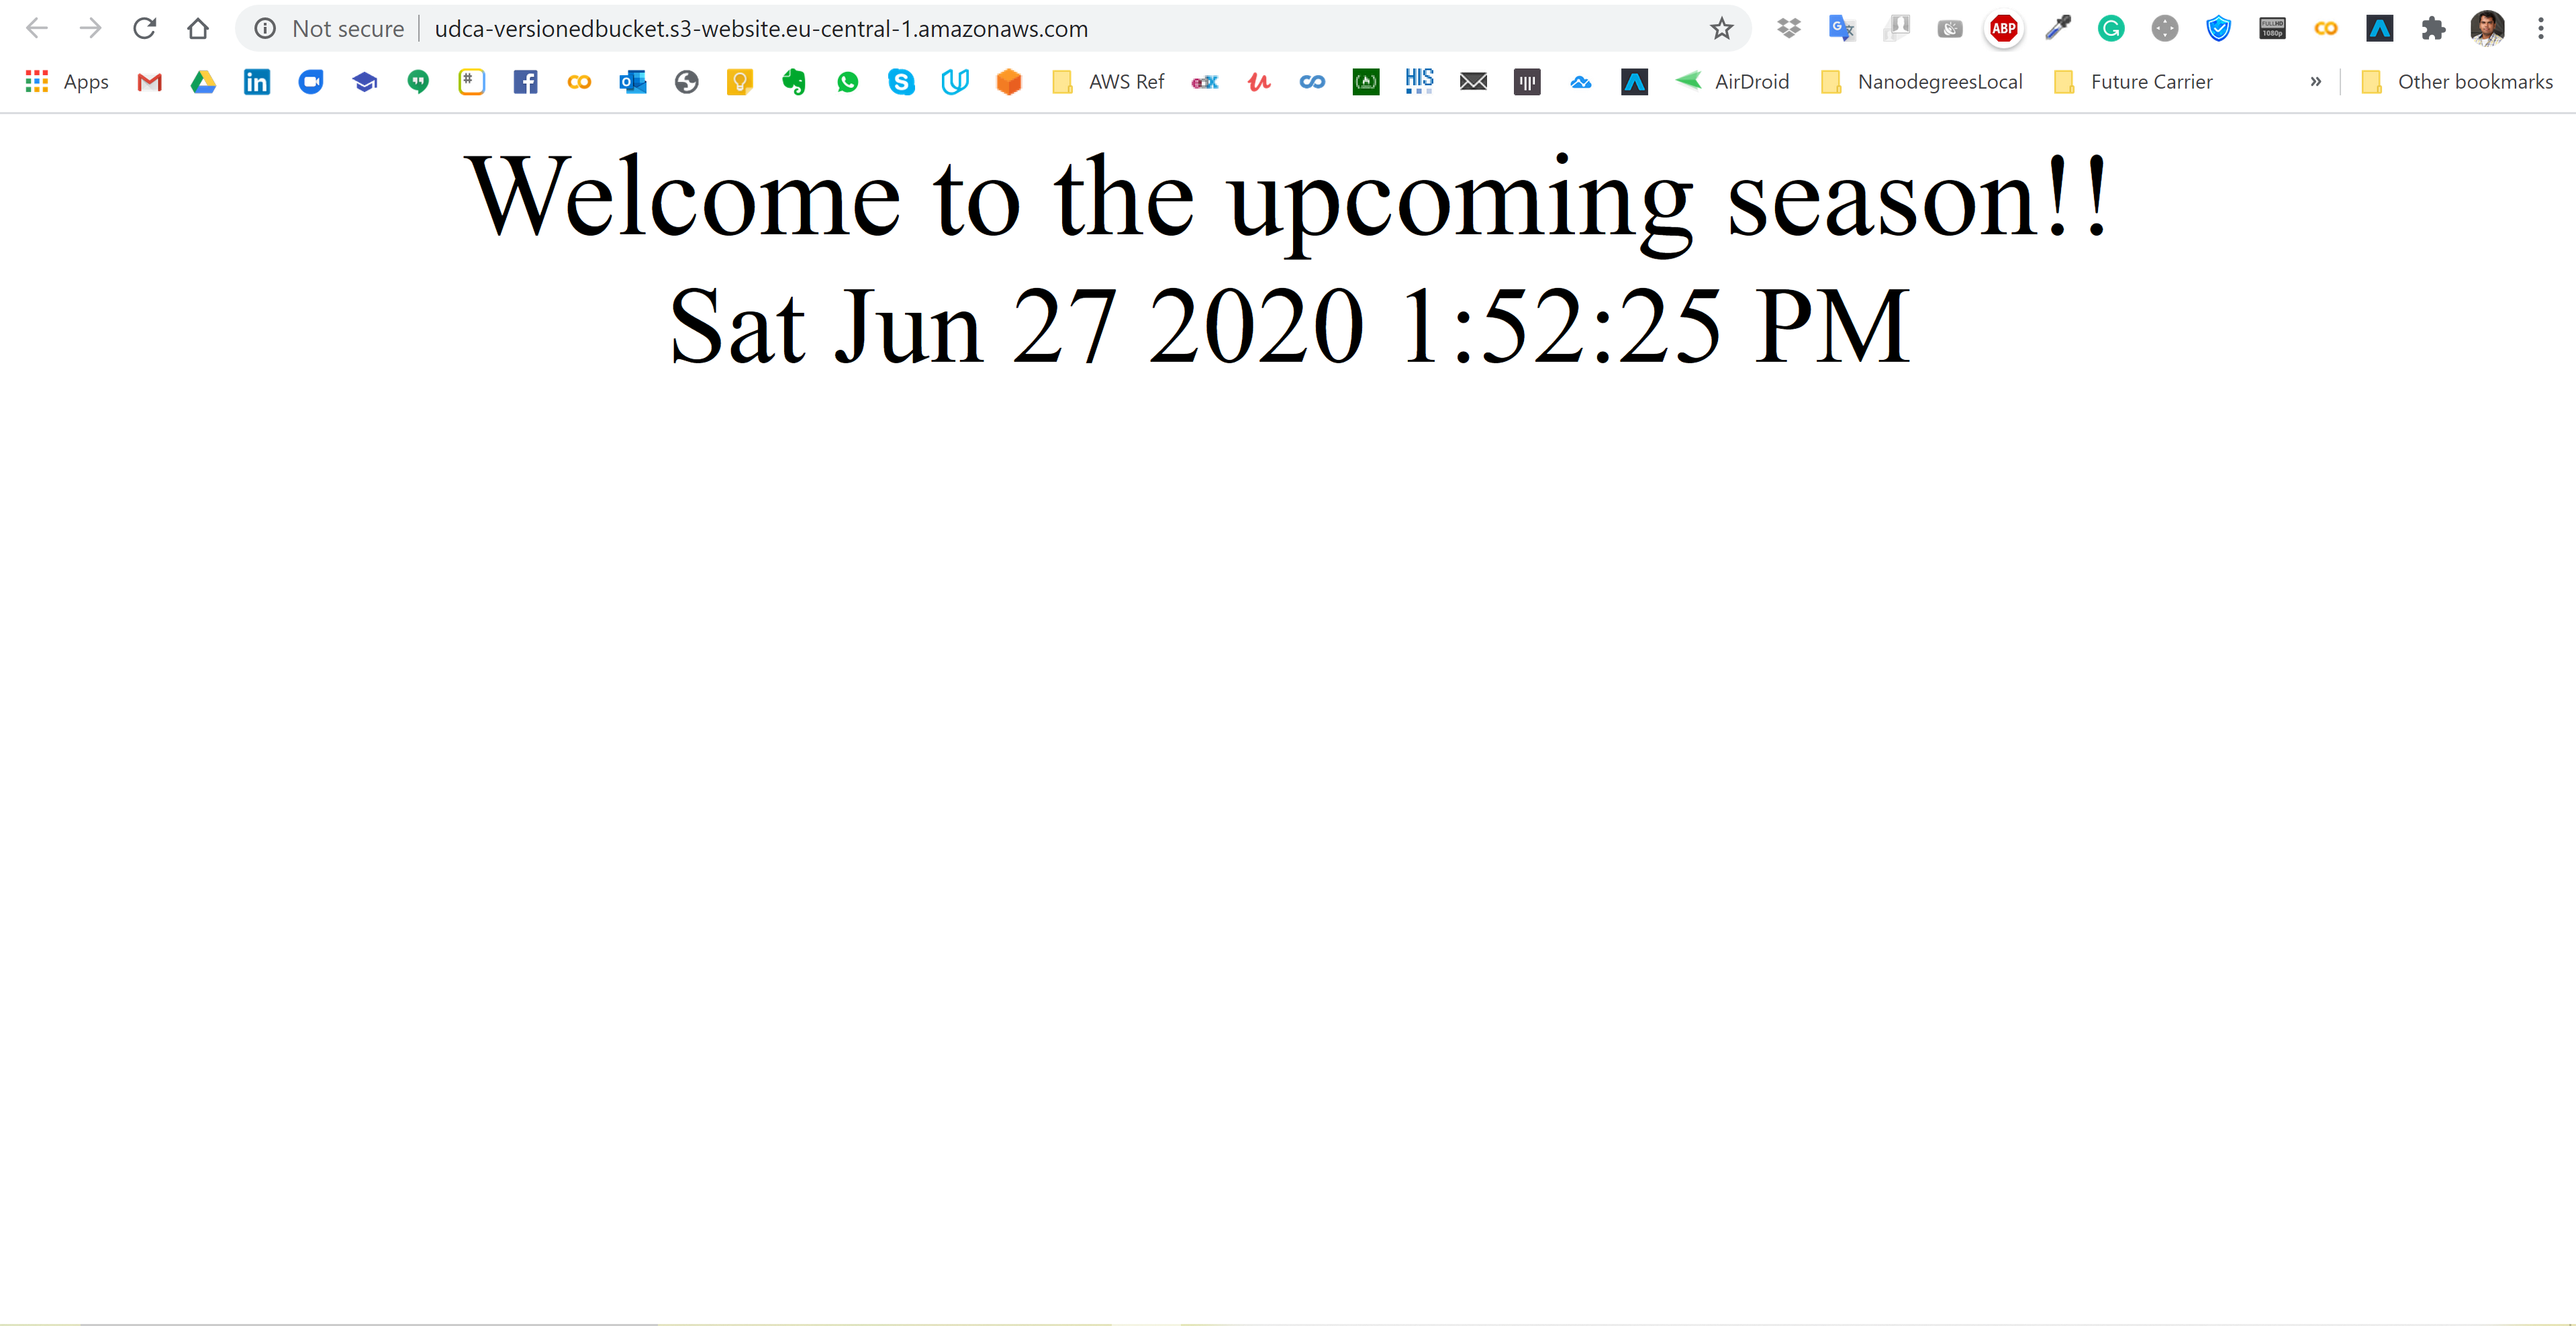 Not secure udca-versionedbucket.s3-website.eu-central-1.amazonaws.com ABP
Apps AWS Ref HIS AirDroid NanodegreesLocal Future Carrier » Other bookmarks
Welcome to the upcoming season!!
Sat Jun 27 2020 1:52:25 PM